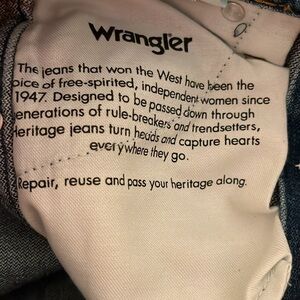 Wrangler
The jeans that won the West have been the
oice of free-spirited, independent women since
1947. Designed to be passed down through
enerations of rule-breakers and trendsetters,
Heritage jeans turn heads and capture hearts
everywhere they go.
Repair, reuse and pass your heritage along.